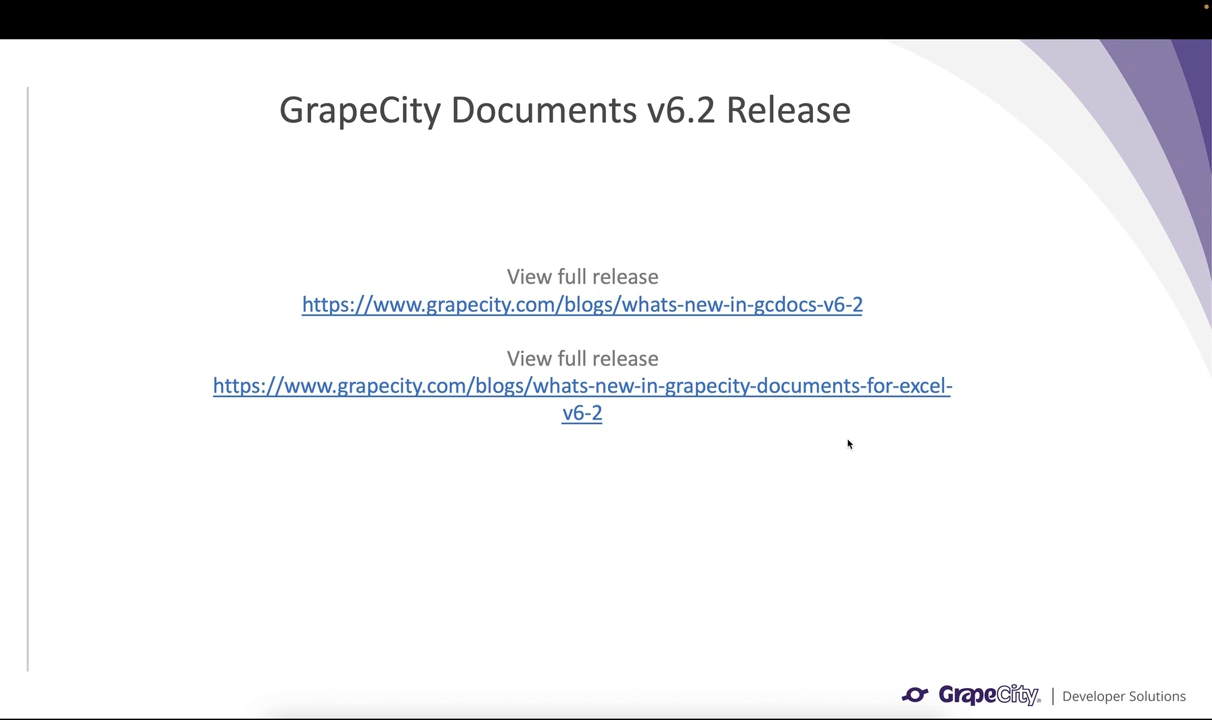 GrapeCity Documents v6.2 Release
View full release
https://www.grapecity.com/blogs/whats-new-in-gcdocs-v6-2
View full release
https://www.grapecity.com/blogs/whats-new-in-grapecity-documents-for-excel-
v6-2
GrapeCity® | Developer Solutions